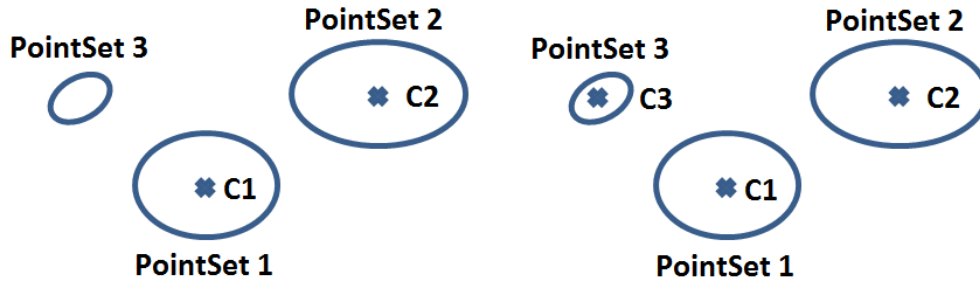 PointSet 2
PointSet 3
C2
C1
PointSet 1
PointSet 2
PointSet 3
C3
C2
C1
PointSet 1